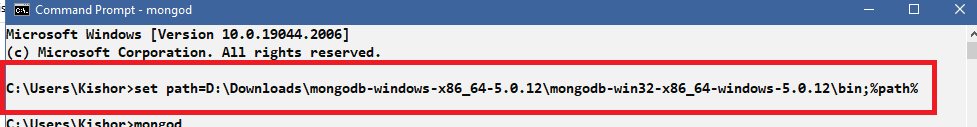 Command Prompt - mongod
Microsoft Windows [Version 10.0.19044.2006]
(c) Microsoft Corporation. All rights reserved.
C:\Users\Kishor>set path=D:\Downloads\mongodb-windows-x86_64-5.0.12\mongodb-win32-x86_64-windows-5.0.12\bin;%path%
C:\Users\Kishor>mongod